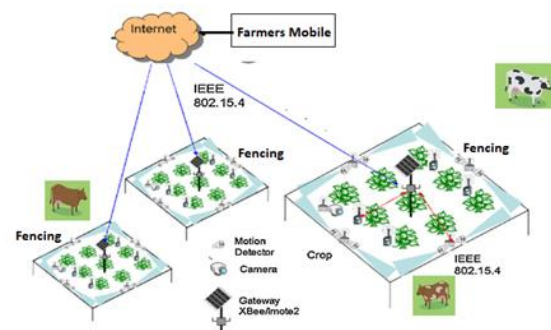 Internet
Farmers Mobile
IEEE
802.15.4
Fencing
Fencing
Fencing
Motion
Detector
Camera
Gateway
XBee/Imote2
Crop
IEEE
802.15.4